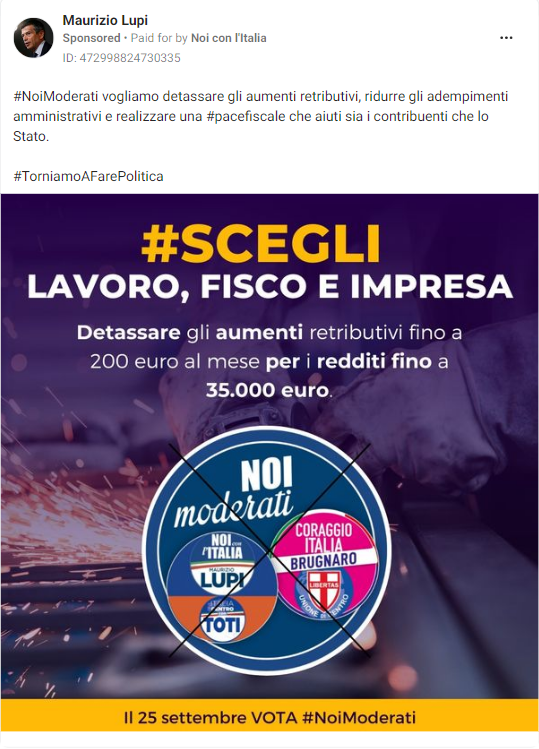 Maurizio Lupi
Sponsored • Paid for by Noi con l'Italia
ID: 472998824730335
#NoiModerati vogliamo detassare gli aumenti retributivi, ridurre gli adempimenti
amministrativi e realizzare una #pacefiscale che aiuti sia i contribuenti che lo
Stato.
#TorniamoAFarePolitica
#SCEGLI
LAVORO, FISCO E IMPRESA
Detassare gli aumenti retributivi fino a
200 euro al mese per i redditi fino a
35.000 euro.
NOI
moderati
NOI CON
l'ITALIA
MAURIZIO
LUPI
ITALIA
CENTRO
TOTI
CORAGGIO
ITALIA
BRUGNARO
LIBERTAS
UNIONE DI CENTRO
Il 25 settembre VOTA #NoiModerati